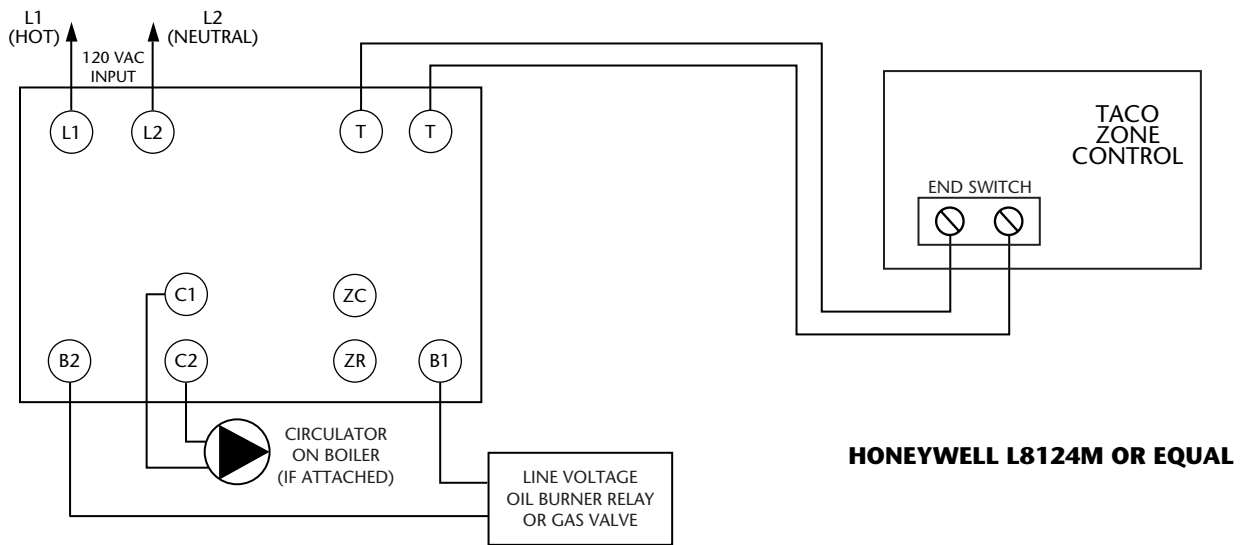 L1
(HOT)
L2
(NEUTRAL)
120 VAC
INPUT
L1
L2
T
T
TACO
ZONE
CONTROL
END SWITCH
C1
ZC
B2
C2
ZR
B1
CIRCULATOR
ON BOILER
(IF ATTACHED)
LINE VOLTAGE
OIL BURNER RELAY
OR GAS VALVE
HONEYWELL L8124M OR EQUAL